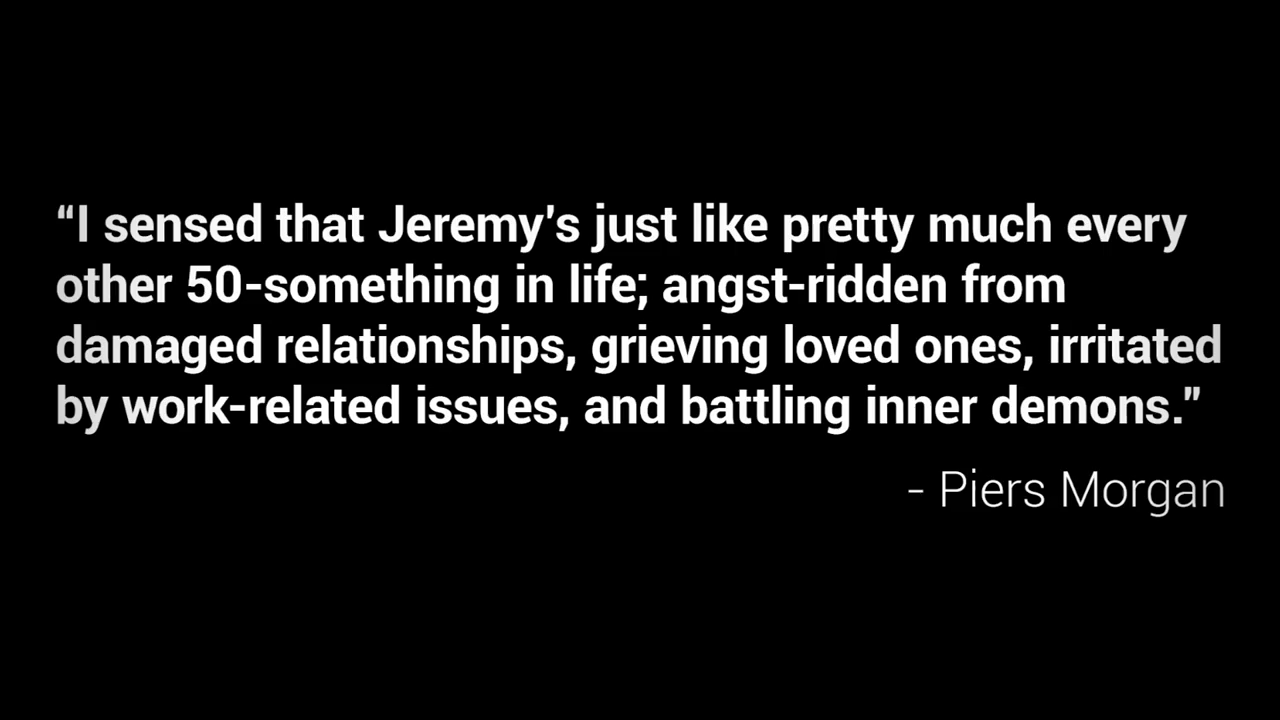 “I sensed that Jeremy’s just like pretty much every
other 50-something in life; angst-ridden from
damaged relationships, grieving loved ones, irritated
by work-related issues, and battling inner demons.”
- Piers Morgan